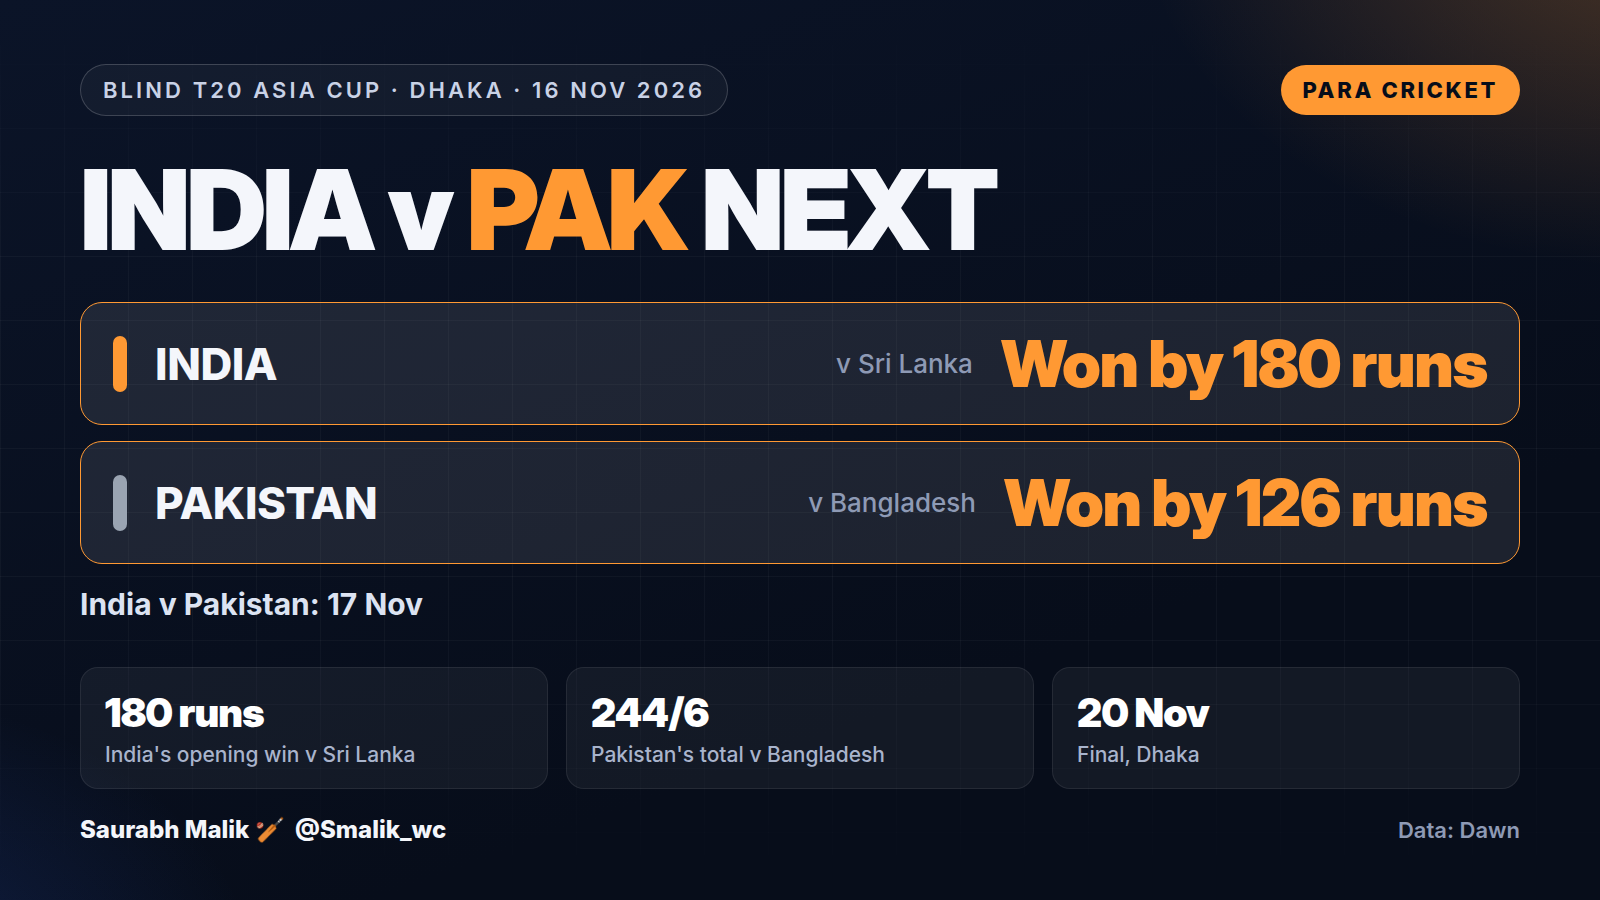 BLIND T20 ASIA CUP · DHAKA · 16 NOV 2026
PARA CRICKET
INDIA v PAK NEXT
INDIA
v Sri Lanka
Won by 180 runs
PAKISTAN
v Bangladesh
Won by 126 runs
India v Pakistan: 17 Nov
180 runs
India's opening win v Sri Lanka
244/6
Pakistan's total v Bangladesh
20 Nov
Final, Dhaka
Saurabh Malik 🏏 @Smalik_wc
Data: Dawn